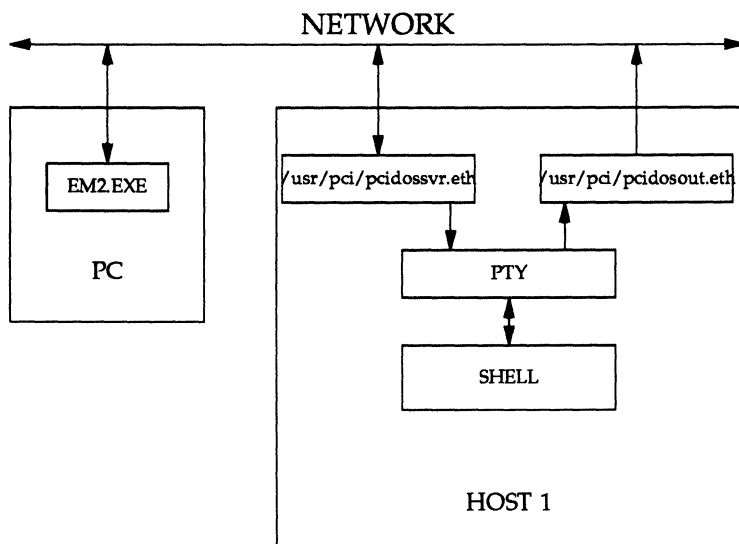 NETWORK
EM2.EXE
PC
/usr/pci/pcidossvr.eth
/usr/pci/pcidosout.eth
PTY
SHELL
HOST 1